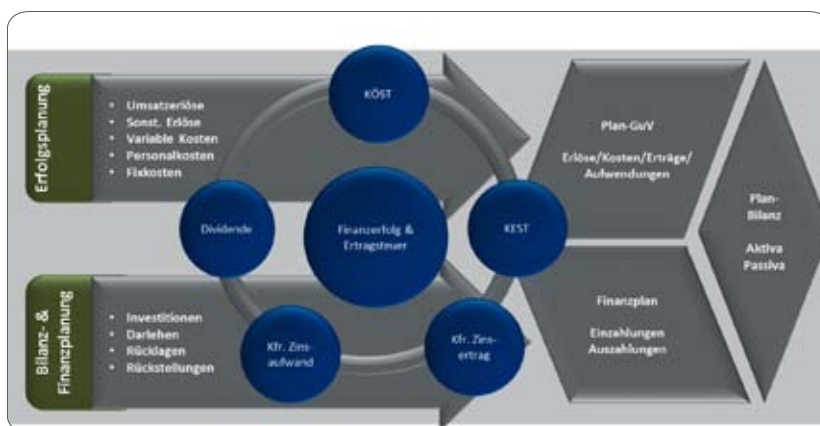 Erfolgsplanung
• Umsatzerlöse
• Sonst. Erlöse
• Variable Kosten
• Personalkosten
• Fixkosten
Bilanz- &
Finanzplanung
• Investitionen
• Darlehen
• Rücklagen
• Rückstellungen
KÖST
Dividende
Finanzerfolg &
Ertragsteuer
KEST
Kfr. Zins-
aufwand
Kfr. Zins-
ertrag
Plan-GuV
Erlöse/Kosten/Erträge/
Aufwendungen
Finanzplan
Einzahlungen
Auszahlungen
Plan-
Bilanz
Aktiva
Passiva